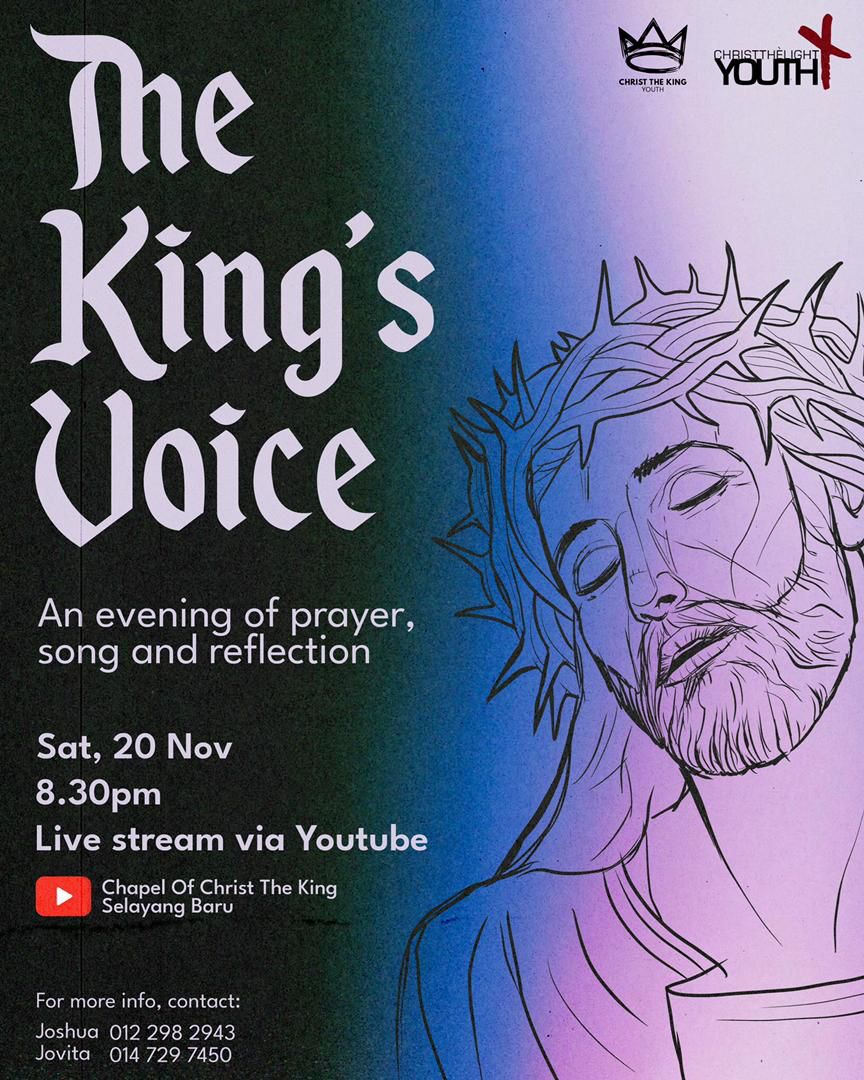 The
King's
Voice
CHRIST THE KING
YOUTH
CHRISTTHÈLIGHT
YOUTH
An evening of prayer,
song and reflection
Sat, 20 Nov
8.30pm
Live stream via Youtube
Chapel Of Christ The King
Selayang Baru
For more info, contact:
Joshua 012 298 2943
Jovita 014 729 7450